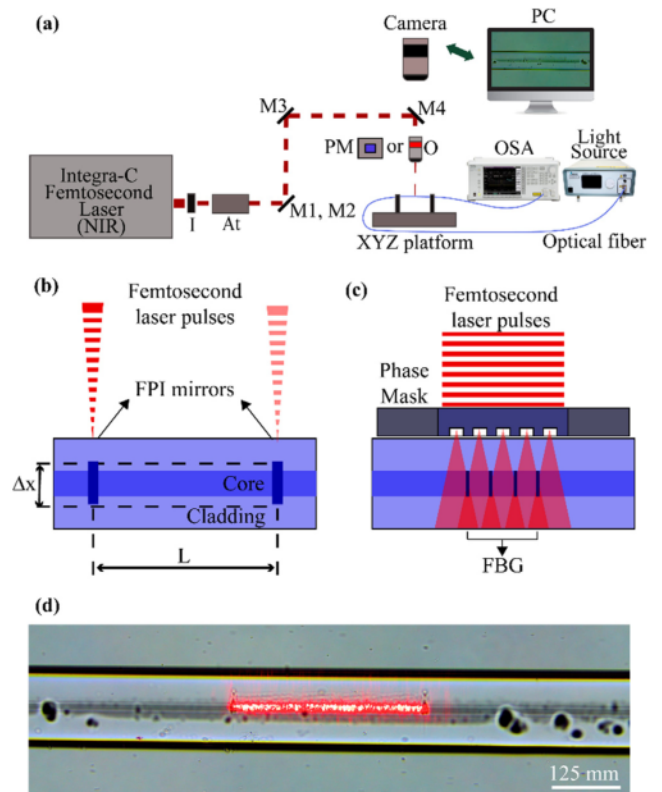 (a)
Camera
PC
M3
M4
PM
or
O
OSA
Light
Source
Integra-C
Femtosecond
Laser
(NIR)
I
At
M1, M2
XYZ platform
Optical fiber
(b)
Femtosecond
laser pulses
FPI mirrors
Δx
Core
Cladding
L
(c)
Femtosecond
laser pulses
Phase
Mask
FBG
(d)
125 mm